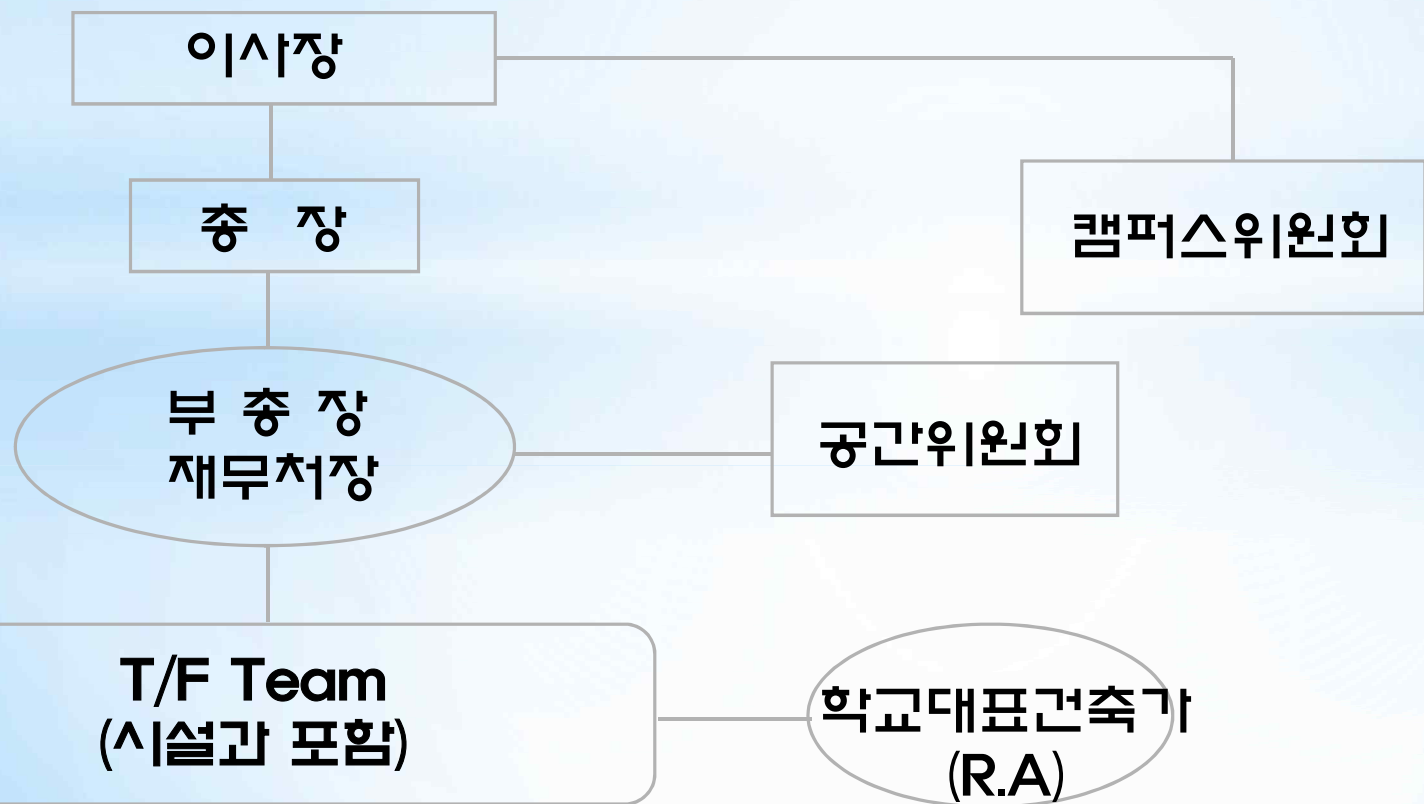 이사장
총 장
캠퍼스위원회
부 총 장
재무처장
공간위원회
T/F Team
(시설과 포함)
학교대표건축가
(R.A)